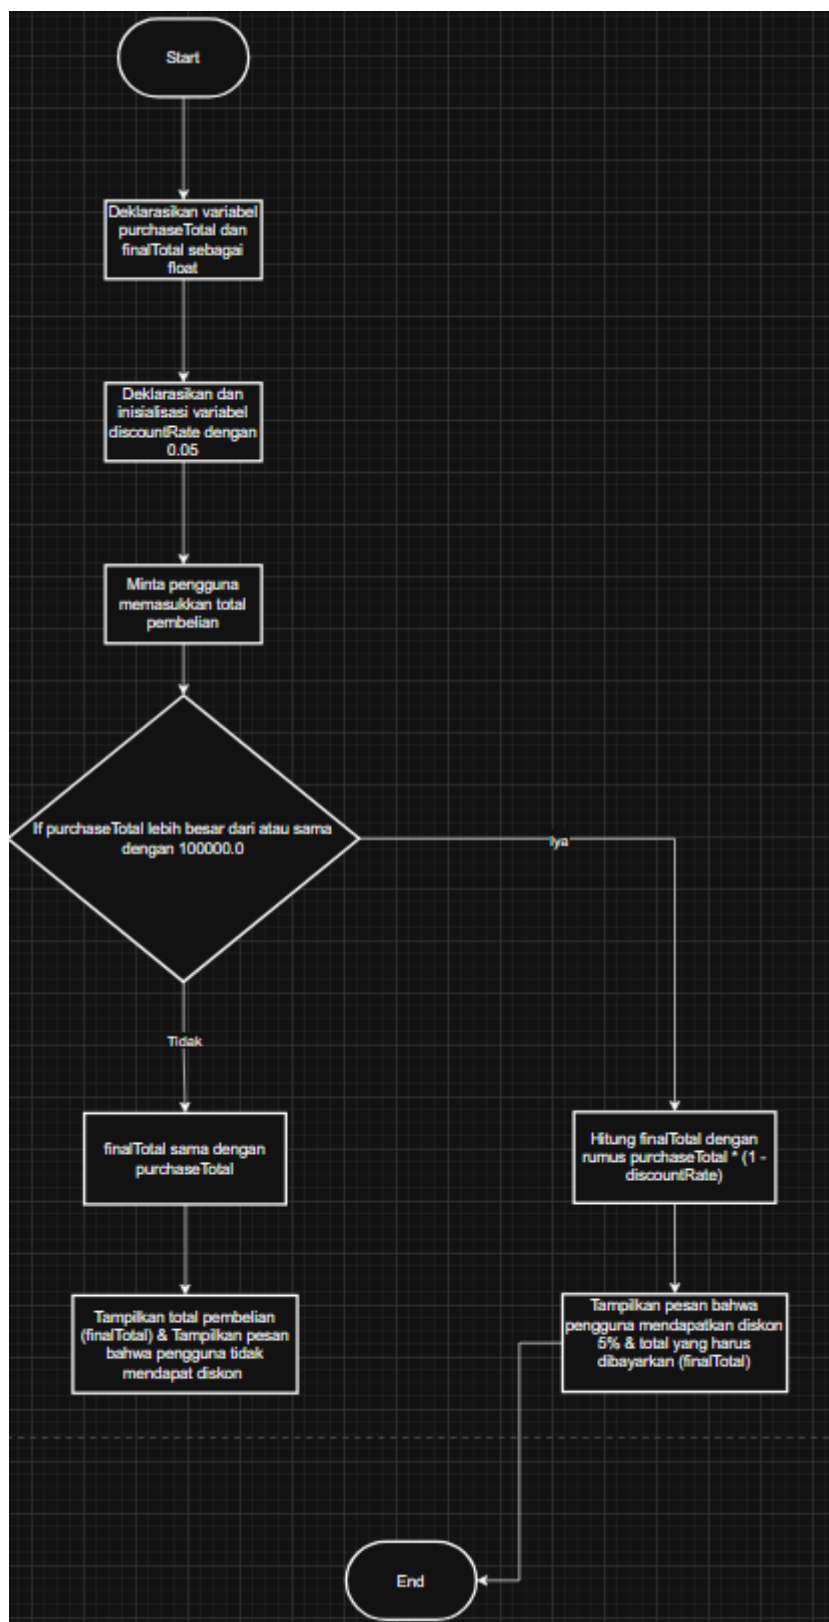 Start
Deklarasikan variabel
purchaseTotal dan
finalTotal sebagai
float
Deklarasikan dan
inisialisasi variabel
discountRate dengan
0.05
Minta pengguna
memasukkan total
pembelian
If purchaseTotal lebih besar dari atau sama
dengan 100000.0
Iya
Tidak
finalTotal sama dengan
purchaseTotal
Hitung finalTotal dengan
rumus purchaseTotal * (1 -
discountRate)
Tampilkan total pembelian
(finalTotal) & Tampilkan pesan
bahwa pengguna tidak
mendapat diskon
Tampilkan pesan bahwa
pengguna mendapatkan diskon
5% & total yang harus
dibayarkan (finalTotal)
End